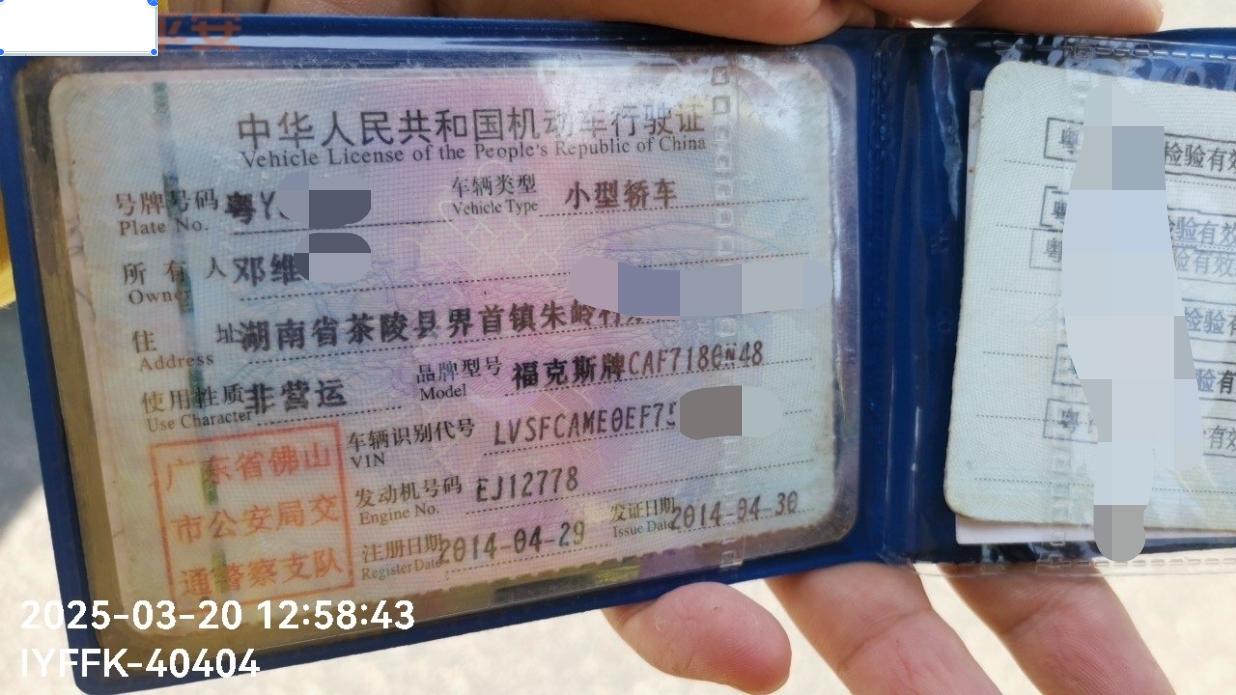 平安
中华人民共和国机动车行驶证
Vehicle License of the People's Republic of China
号牌号码 粤Y 车辆类型 小型轿车
Plate No. Vehicle Type
所有人 邓维
Owner
住址 湖南省茶陵县界首镇朱岭村
Address
使用性质 非营运 品牌型号 福克斯牌CAF7180N48
Use Character Model
车辆识别代号 LVSFCAME0EF75
VIN
发动机号码 EJ12778
Engine No.
注册日期 2014-04-29 发证日期 2014-04-30
Register Date Issue Date
广东省佛山
市公安局交
通警察支队
粤 检验有效
粤 验有效
粤 验有效
检验有
验有
粤 有效
2025-03-20 12:58:43
IYFFK-40404